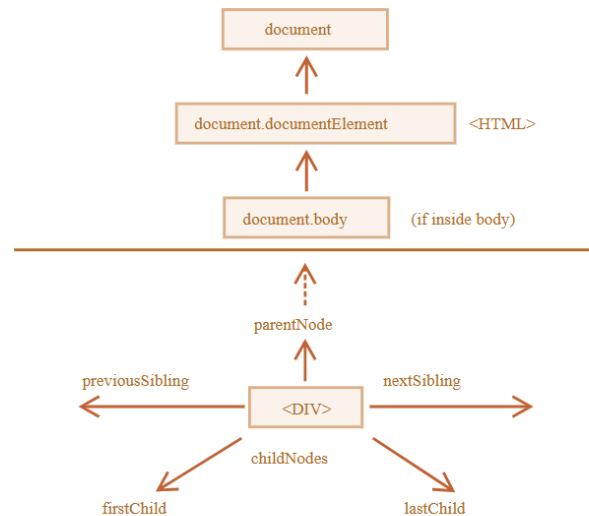 document
document.documentElement
<HTML>
document.body
(if inside body)
parentNode
previousSibling
nextSibling
<DIV>
childNodes
firstChild
lastChild